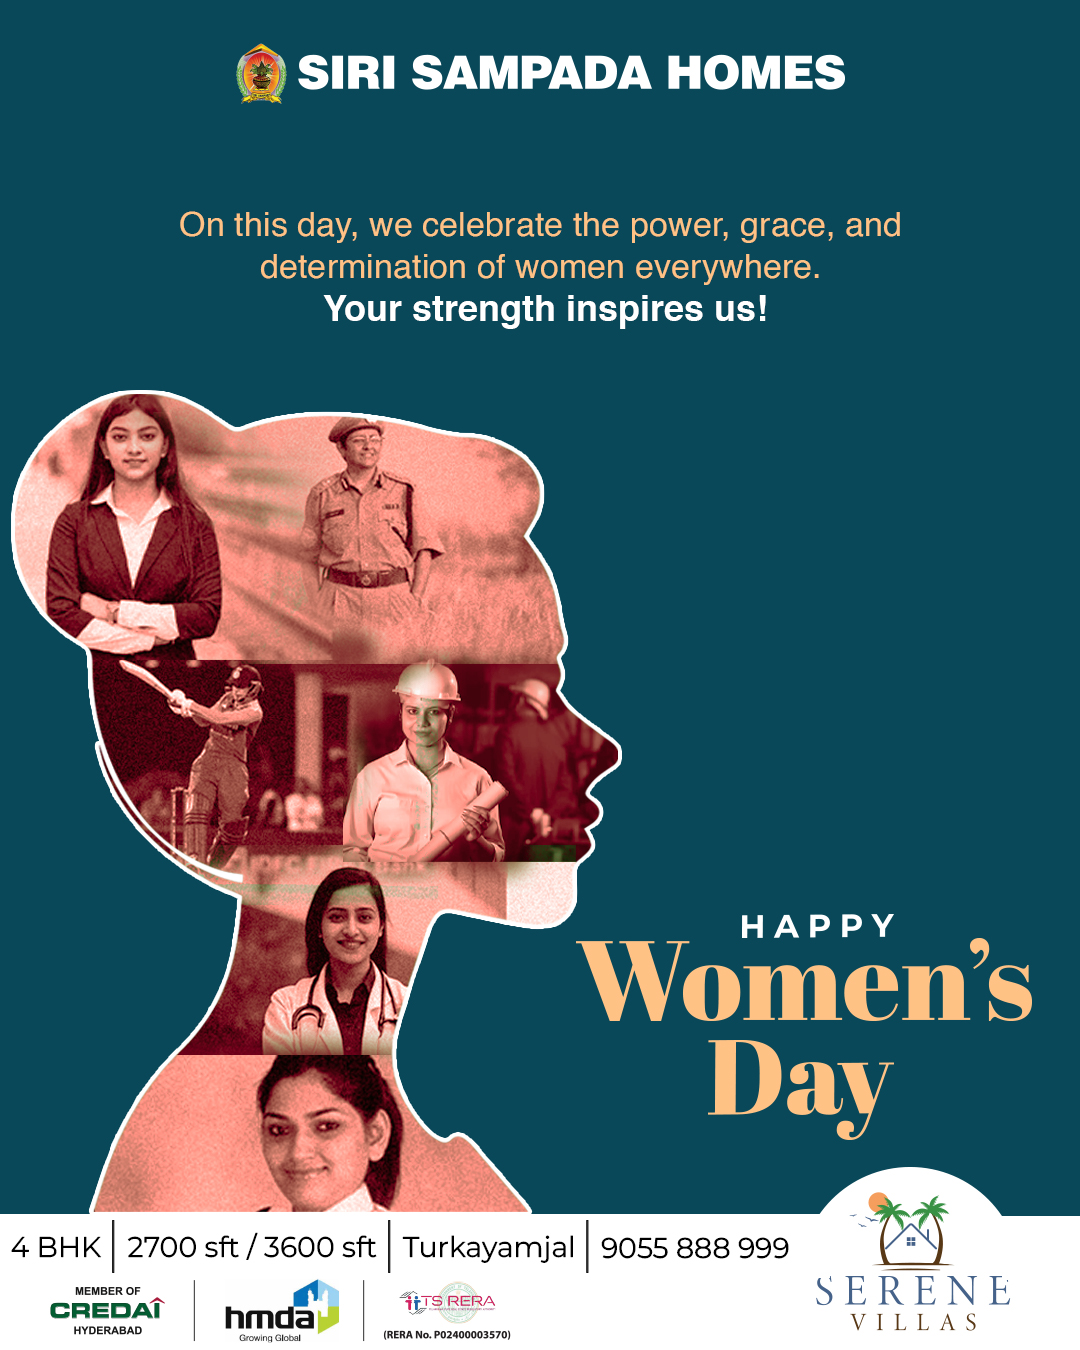 SIRI SAMPADA HOMES
On this day, we celebrate the power, grace, and
determination of women everywhere.
Your strength inspires us!
HAPPY
Women's
Day
4 BHK | 2700 sft / 3600 sft | Turkayamjal | 9055 888 999
MEMBER OF
CREDAI
HYDERABAD
hmda
Growing Global
TS RERA
(RERA No. P02400003570)
SERENE
VILLAS